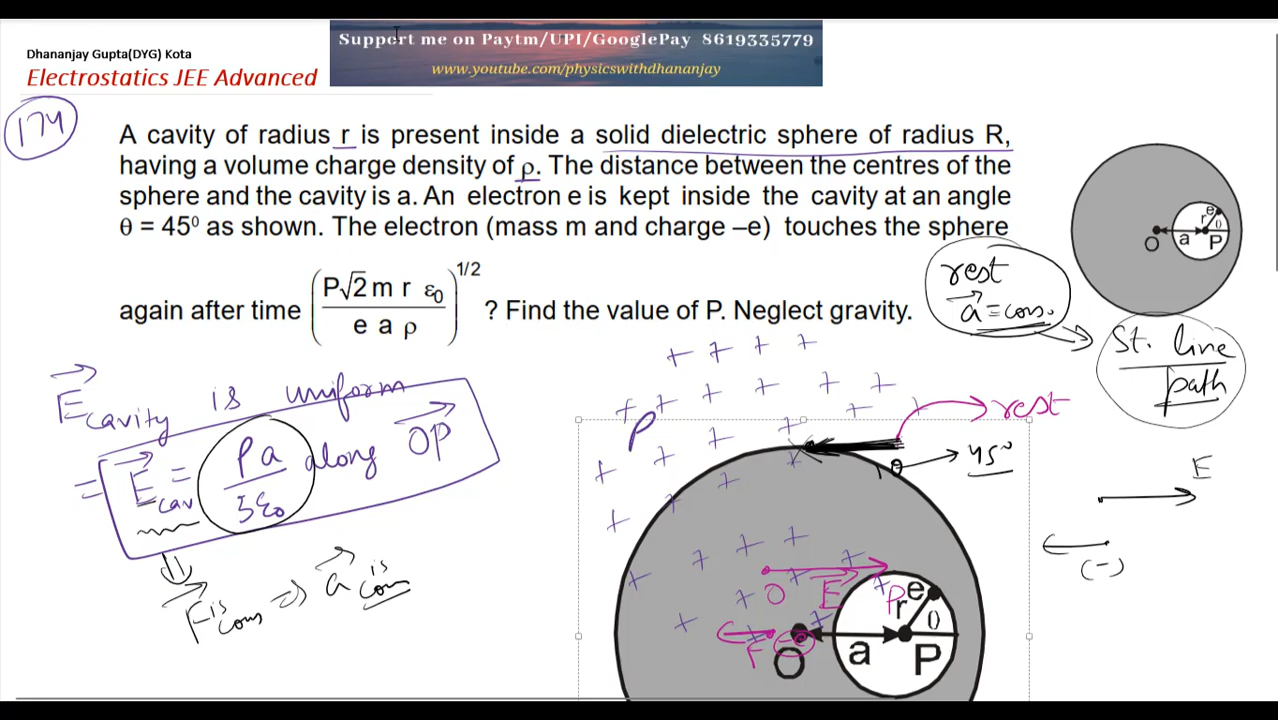 Support me on Paytm/UPI/GooglePay 8619335779
www.youtube.com/physicswithdhananjay
Dhananjay Gupta(DYG) Kota
Electrostatics JEE Advanced
174
A cavity of radius r is present inside a solid dielectric sphere of radius R,
having a volume charge density of ρ. The distance between the centres of the
sphere and the cavity is a. An electron e is kept inside the cavity at an angle
θ = 45⁰ as shown. The electron (mass m and charge –e) touches the sphere
again after time (P√2 m r ε₀ / e a ρ)^1/2 ? Find the value of P. Neglect gravity.
e
r θ
O a P
rest
a⃗ = cons.
St. line
path
E⃗cavity is uniform
= E⃗cav = ρa/3ε₀ along OP⃗
F⃗ is cons ⇒ a⃗ is cons
+ + + +
ρ
rest
θ → 45°
E
(-)
O E⃗ P
F -e
e
r θ
O a P